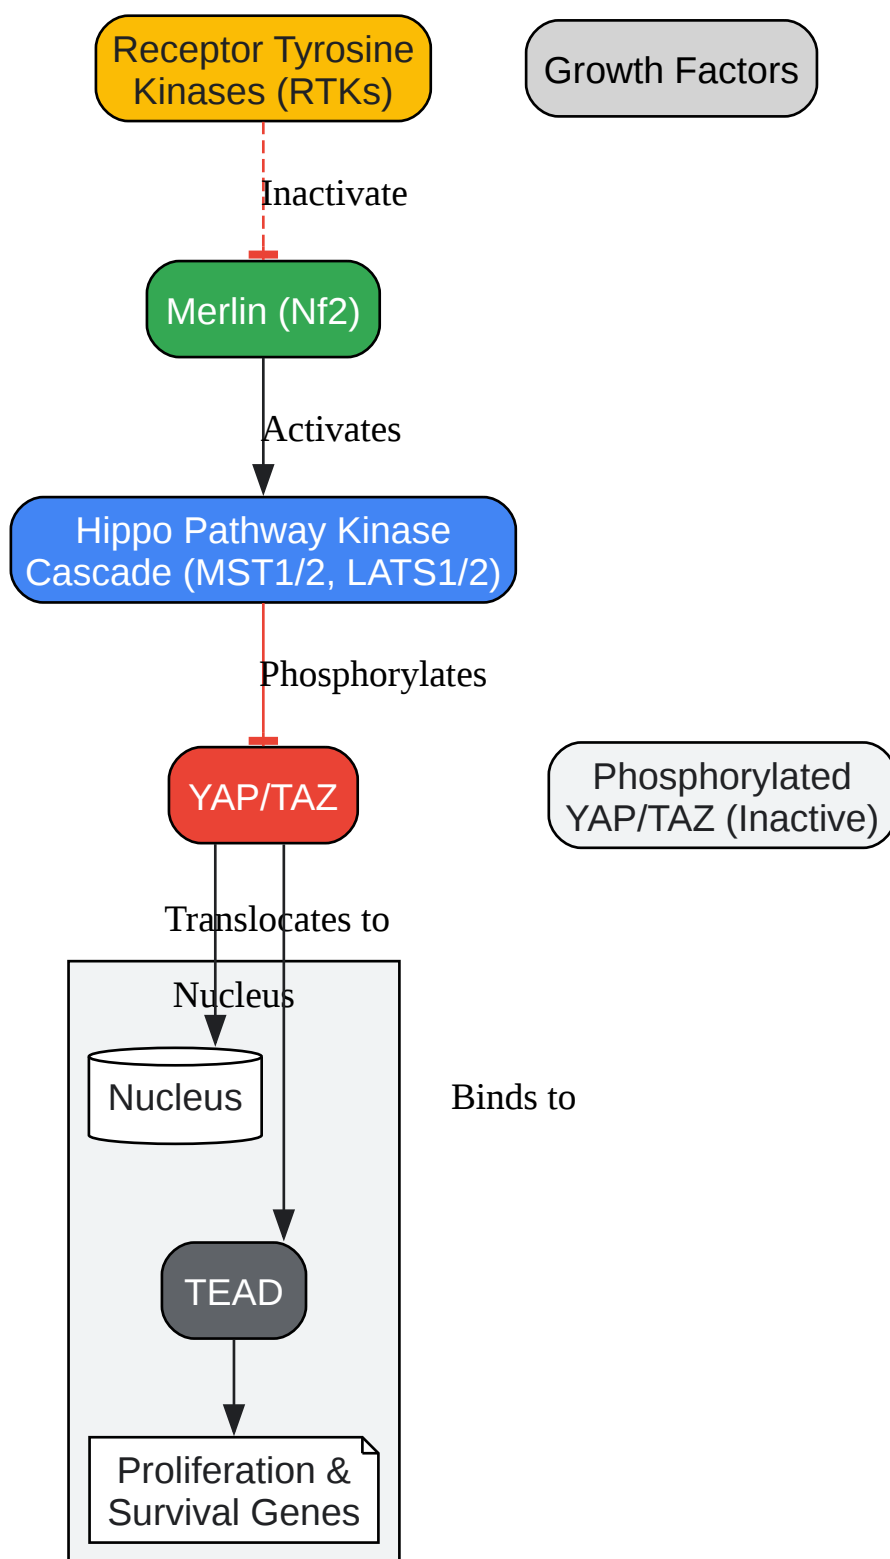 Receptor Tyrosine
Kinases (RTKs)
Growth Factors
Inactivate
Merlin (Nf2)
Activates
Hippo Pathway Kinase
Cascade (MST1/2, LATS1/2)
Phosphorylates
YAP/TAZ
Phosphorylated
YAP/TAZ (Inactive)
Translocates to
Nucleus
Nucleus
Binds to
TEAD
Proliferation &
Survival Genes